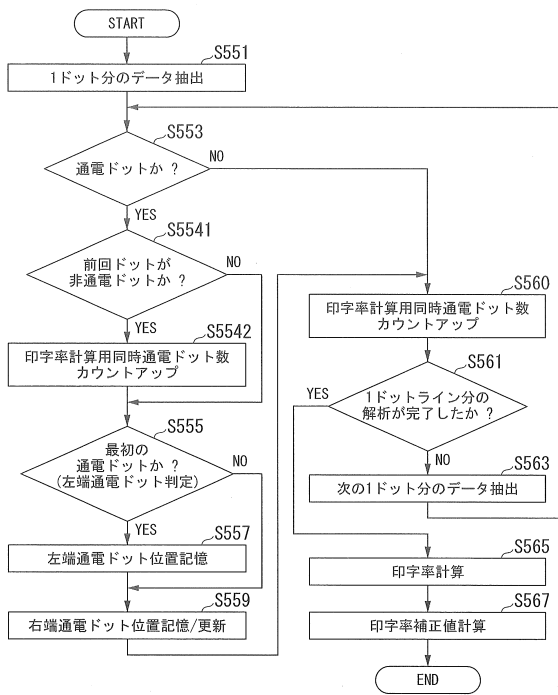 START
S551
1ドット分のデータ抽出
S553
通電ドットか ?
NO
YES
S5541
前回ドットが
非通電ドットか ?
NO
YES
S5542
印字率計算用同時通電ドット数
カウントアップ
S555
最初の
通電ドットか ?
(左端通電ドット判定)
NO
YES
S557
左端通電ドット位置記憶
S559
右端通電ドット位置記憶/更新
S560
印字率計算用同時通電ドット数
カウントアップ
S561
1ドットライン分の
解析が完了したか ?
YES
NO
S563
次の1ドット分のデータ抽出
S565
印字率計算
S567
印字率補正値計算
END